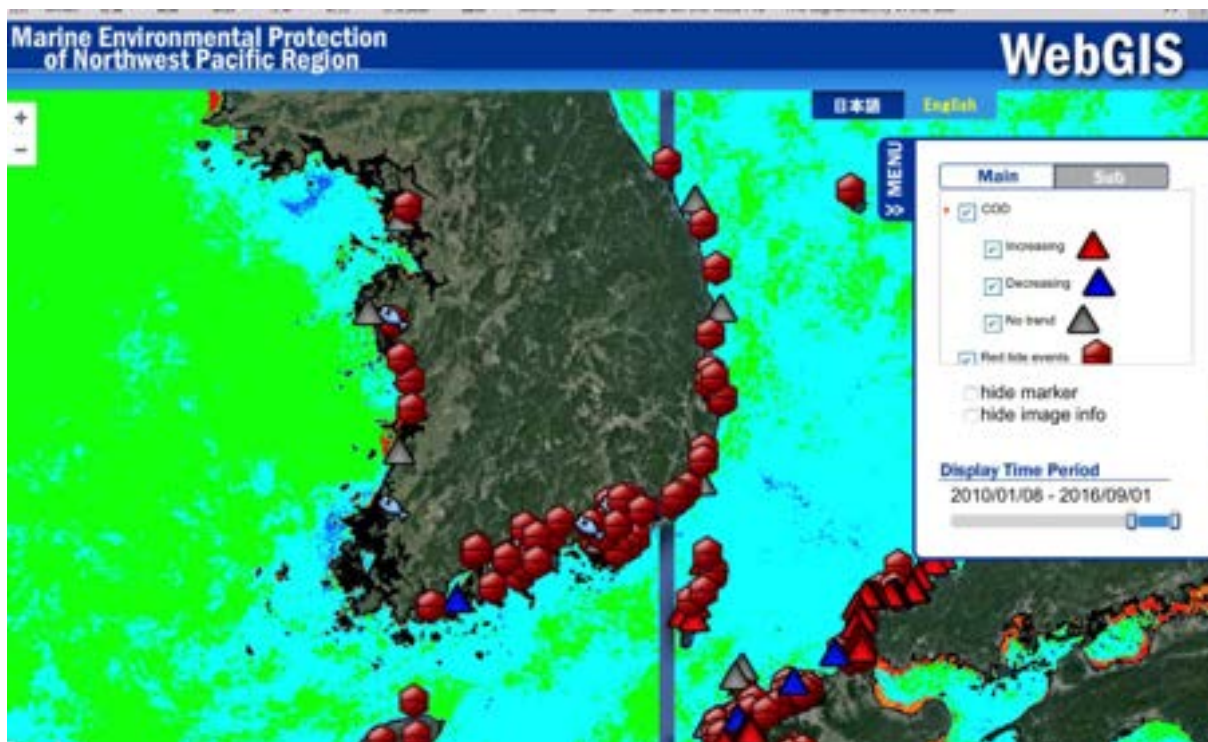 Marine Environmental Protection
of Northwest Pacific Region
WebGIS
+
−
日本語
English
>> MENU
Main
Sub
COD
Increasing
Decreasing
No trend
Red tide events
hide marker
hide image info
Display Time Period
2010/01/08 - 2016/09/01